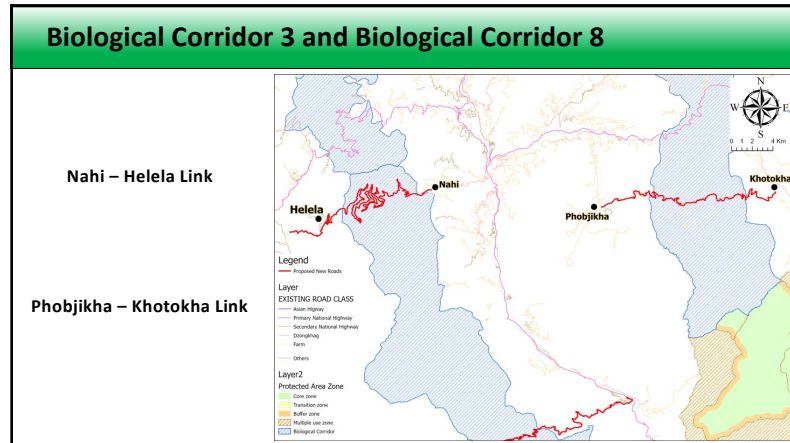 Biological Corridor 3 and Biological Corridor 8
Nahi – Helela Link
Phobjikha – Khotokha Link
N
W
E
S
0 1 2 4 Km
Nahi
Helela
Khotokha
Phobjikha
Legend
Proposed New Roads
Layer
EXISTING ROAD CLASS
Asian Higway
Primary National Highway
Secondary National Highway
Dzongkhag
Farm
Others
Layer2
Protected Area Zone
Core zone
Transition zone
Buffer zone
Multiple use zone
Biological Corridor